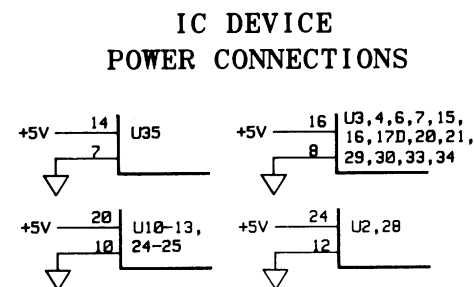 IC DEVICE
POWER CONNECTIONS
+5V 14 U35
7
+5V 16 U3,4,6,7,15,
16,17D,20,21,
8 29,30,33,34
+5V 20 U10-13,
10 24-25
+5V 24 U2,28
12